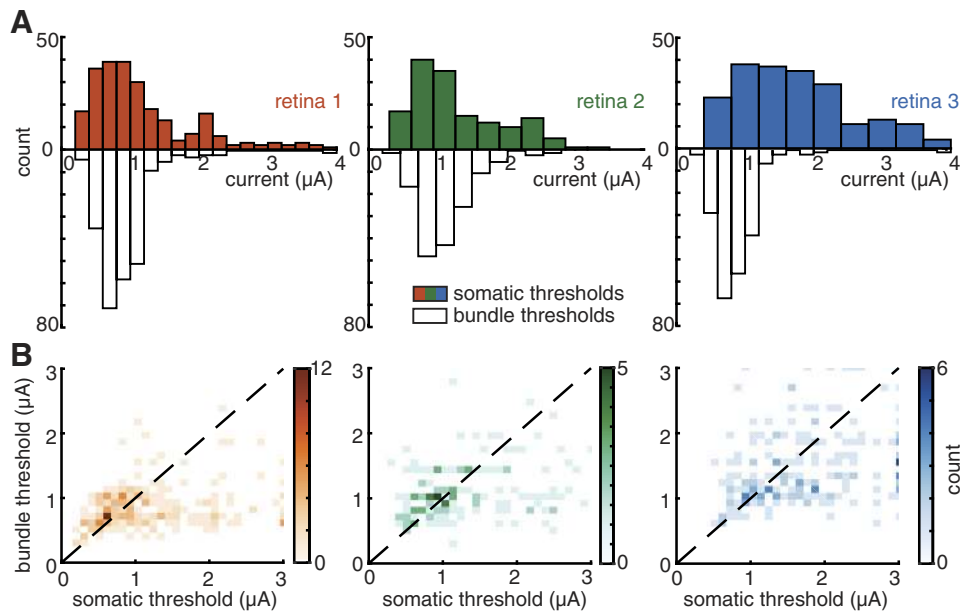 A
50
50
50
retina 1
retina 2
retina 3
count
0
0
0
0 1 2 3 4
0 1 2 3 4
0 1 2 3 4
current (µA)
current (µA)
current (µA)
somatic thresholds
bundle thresholds
80
80
80
B
bundle threshold (µA)
3
2
1
0
0 1 2 3
somatic threshold (µA)
12
0
3
2
1
0
0 1 2 3
somatic threshold (µA)
5
0
3
2
1
0
0 1 2 3
somatic threshold (µA)
6
0
count